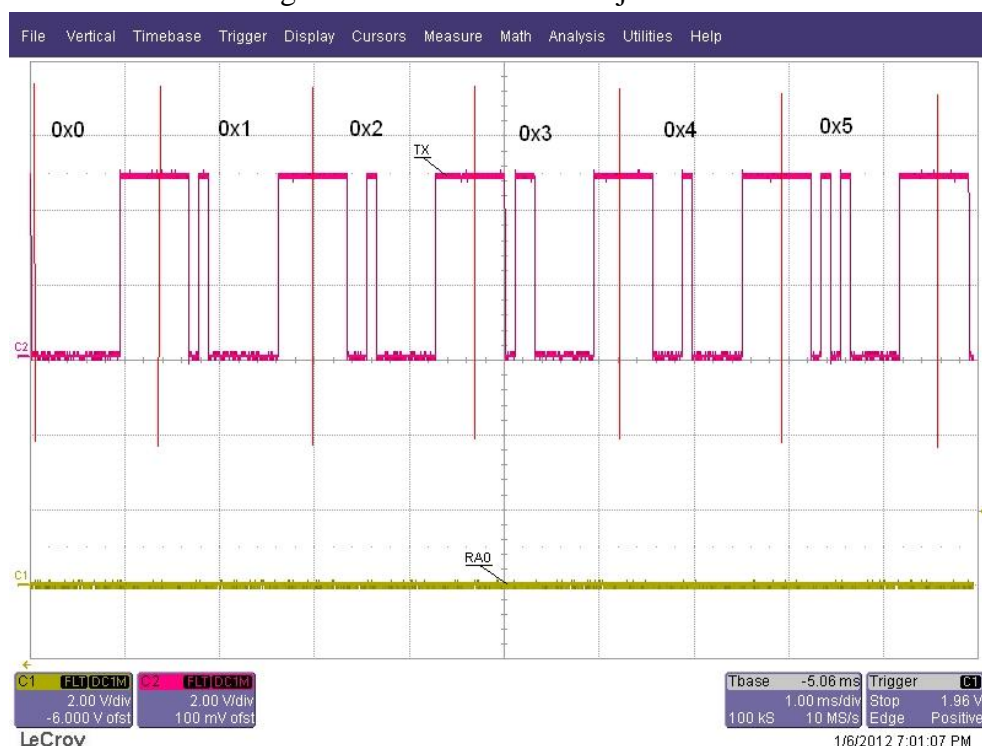 File Vertical Timebase Trigger Display Cursors Measure Math Analysis Utilities Help
0x0 0x1 0x2 0x3 0x4 0x5
TX
C2
RA0
C1
C1 FLT DC1M C2 FLT DC1M Tbase -5.06 ms Trigger C1
2.00 V/div 2.00 V/div 1.00 ms/div Stop 1.96 V
-6.000 V ofst 100 mV ofst 100 kS 10 MS/s Edge Positive
LeCroy 1/6/2012 7:01:07 PM